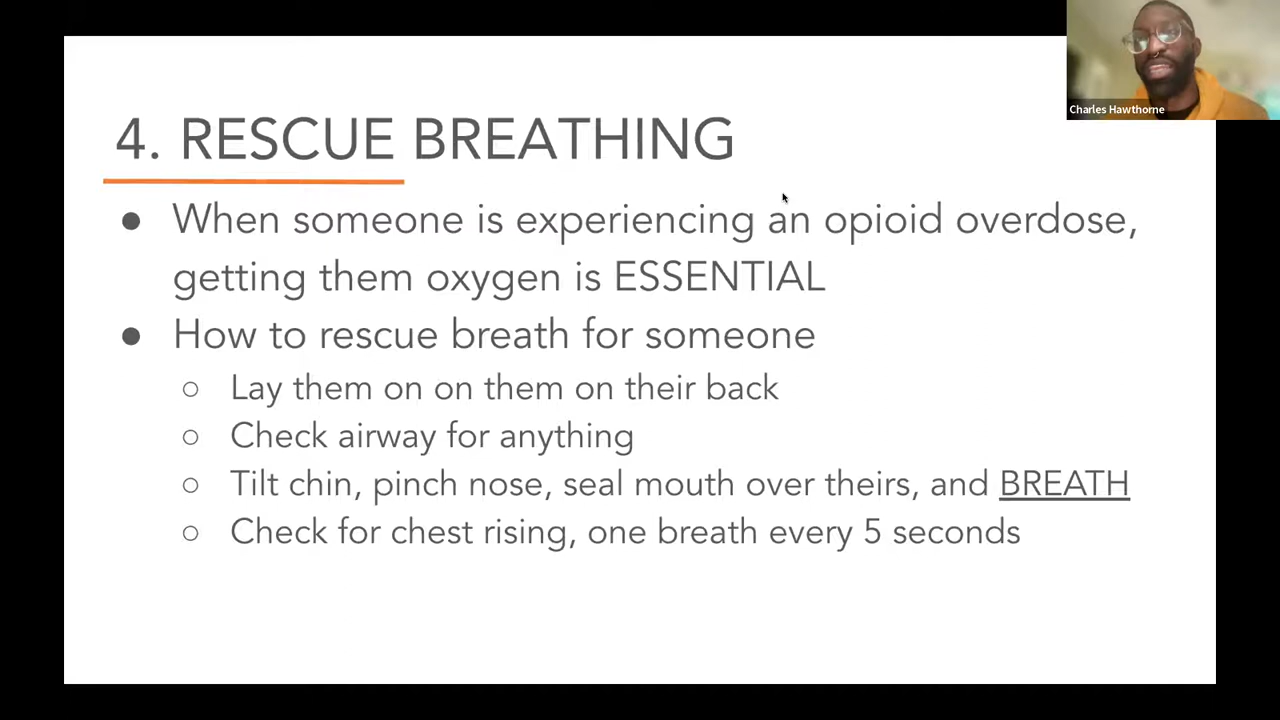 Charles Hawthorne
4. RESCUE BREATHING
● When someone is experiencing an opioid overdose,
getting them oxygen is ESSENTIAL
● How to rescue breath for someone
○ Lay them on on them on their back
○ Check airway for anything
○ Tilt chin, pinch nose, seal mouth over theirs, and BREATH
○ Check for chest rising, one breath every 5 seconds